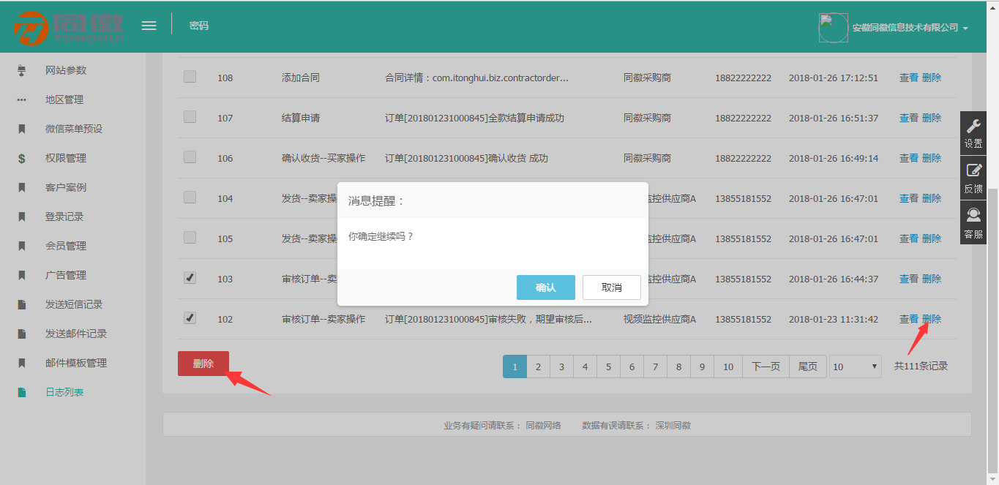 同徽 TONGHUI 密码 安徽同徽信息技术有限公司
网站参数
地区管理
微信菜单预设
权限管理
客户案例
登录记录
会员管理
广告管理
发送短信记录
发送邮件记录
邮件模板管理
日志列表
108 添加合同 合同详情：com.itonghui.biz.contractorder... 同徽采购商 18822222222 2018-01-26 17:12:51 查看 删除
107 结算申请 订单[201801231000845]全款结算申请成功 同徽采购商 18822222222 2018-01-26 16:51:37 查看 删除
106 确认收货--买家操作 订单[201801231000845]确认收货 成功 同徽采购商 18822222222 2018-01-26 16:49:14 查看 删除
104 发货--卖家操 监控供应商A 13855181552 2018-01-26 16:47:01 查看 删除
105 发货--卖家操 监控供应商A 13855181552 2018-01-26 16:47:01 查看 删除
103 审核订单--卖 监控供应商A 13855181552 2018-01-26 16:44:37 查看 删除
102 审核订单--卖家操作 订单[201801231000845]审核失败，期望审核后... 视频监控供应商A 13855181552 2018-01-23 11:31:42 查看 删除
消息提醒：
你确定继续吗？
确认 取消
删除 1 2 3 4 5 6 7 8 9 10 下一页 尾页 10 共111条记录
业务有疑问请联系： 同徽网络 数据有误请联系： 深圳同徽
设置
反馈
客服